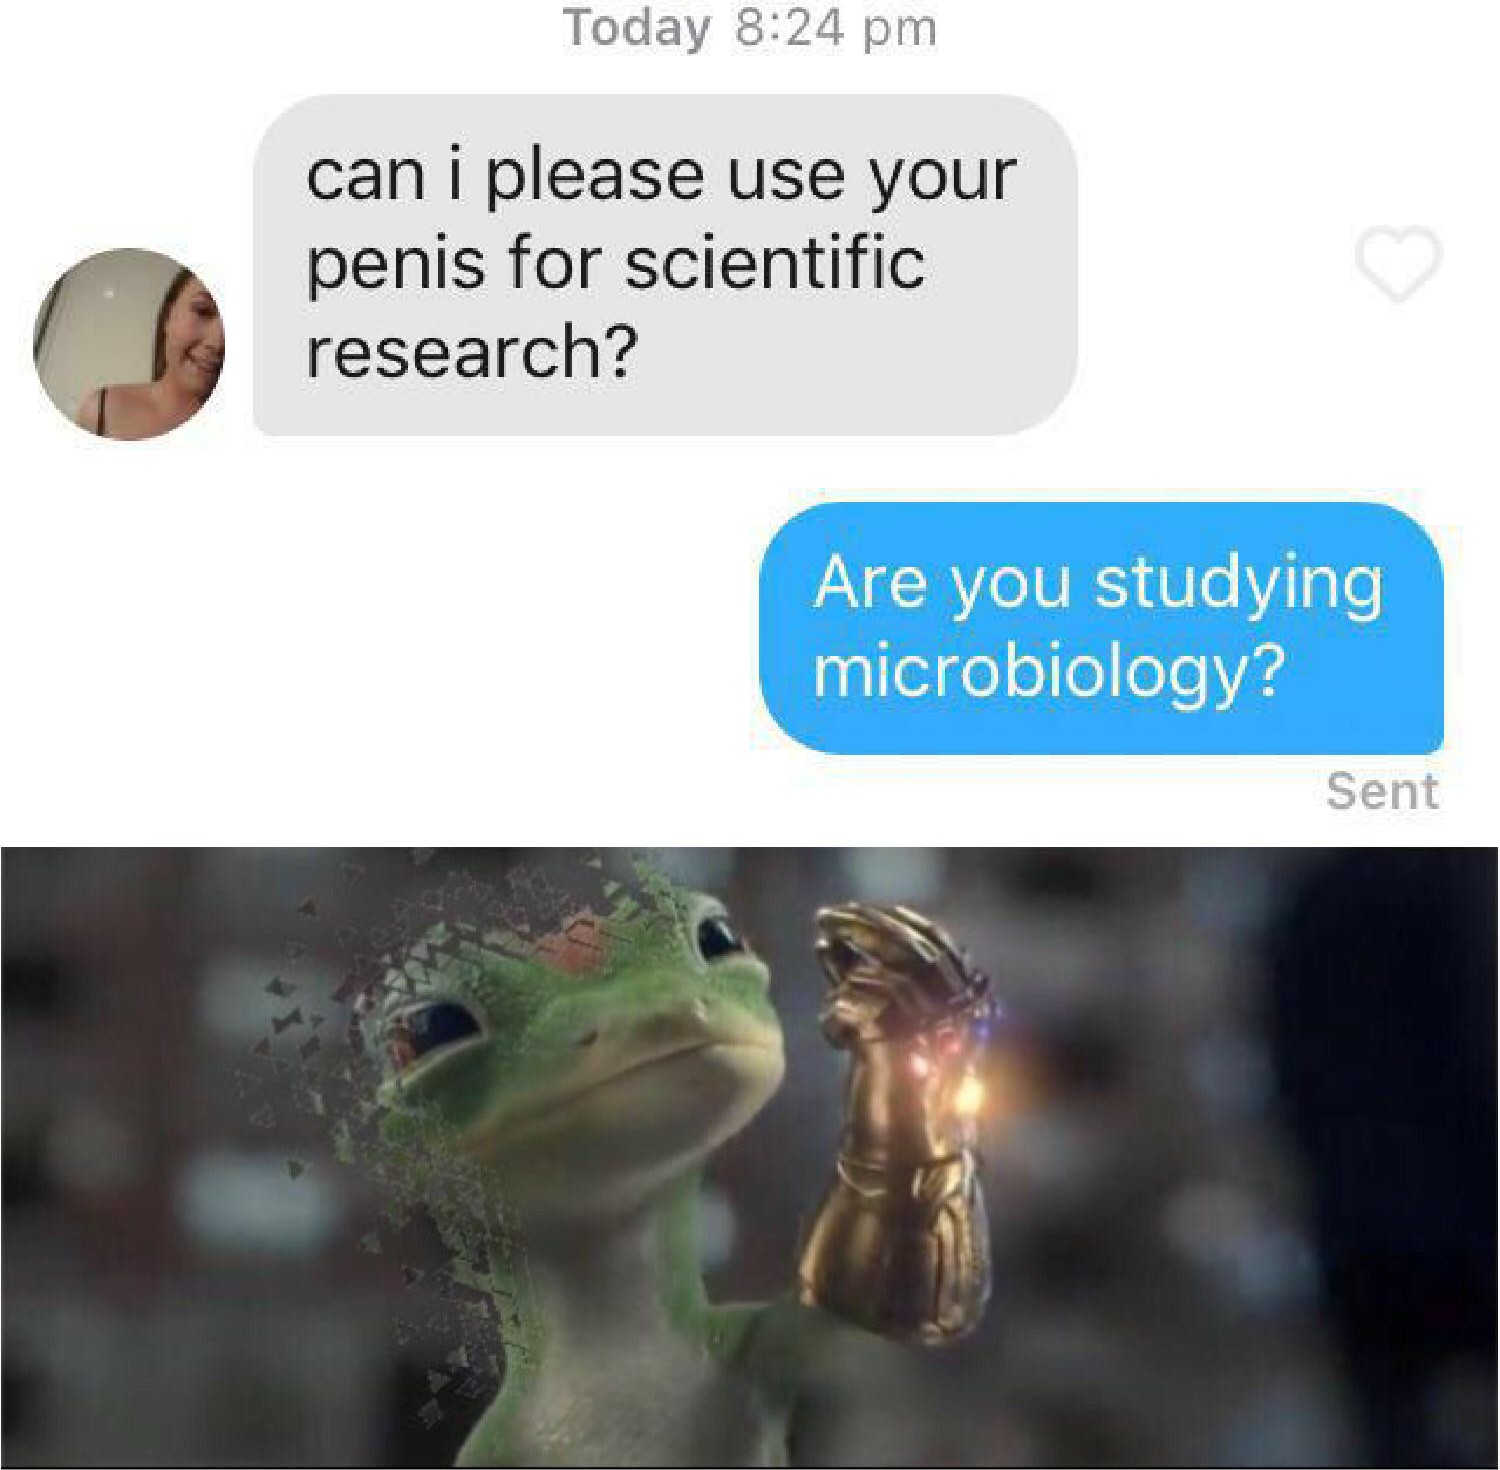 Today 8:24 pm
can i please use your
penis for scientific
research?
Are you studying
microbiology?
Sent